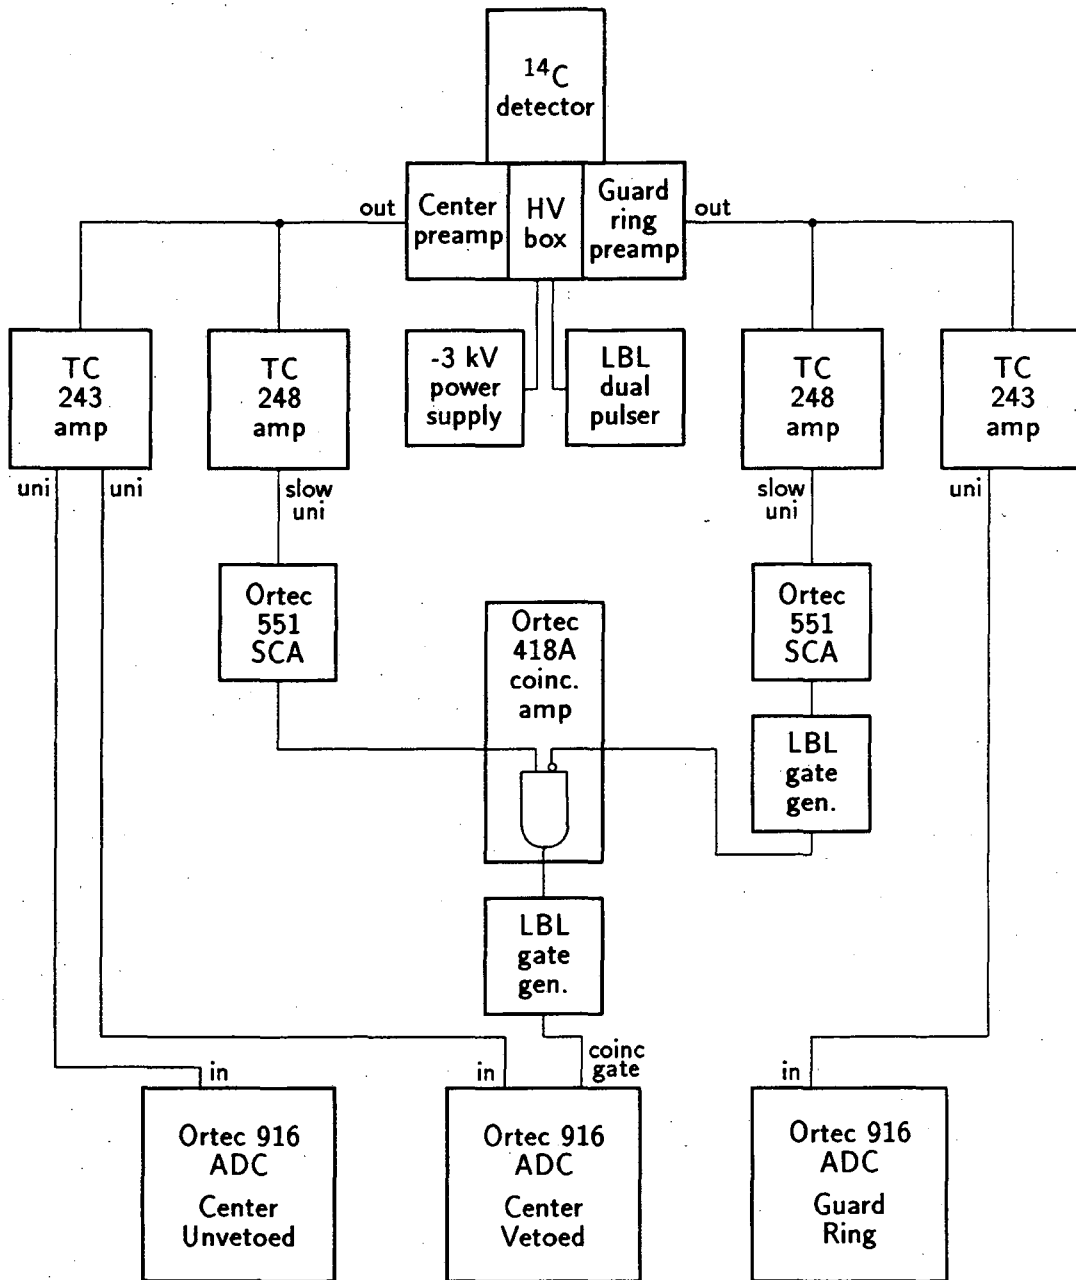 14C
detector
out
Center
preamp
HV
box
Guard
ring
preamp
out
TC
243
amp
TC
248
amp
-3 kV
power
supply
LBL
dual
pulser
TC
248
amp
TC
243
amp
uni
uni
slow
uni
slow
uni
uni
Ortec
551
SCA
Ortec
418A
coinc.
amp
Ortec
551
SCA
LBL
gate
gen.
LBL
gate
gen.
in
in
coinc
gate
in
Ortec 916
ADC
Center
Unvetoed
Ortec 916
ADC
Center
Vetoed
Ortec 916
ADC
Guard
Ring